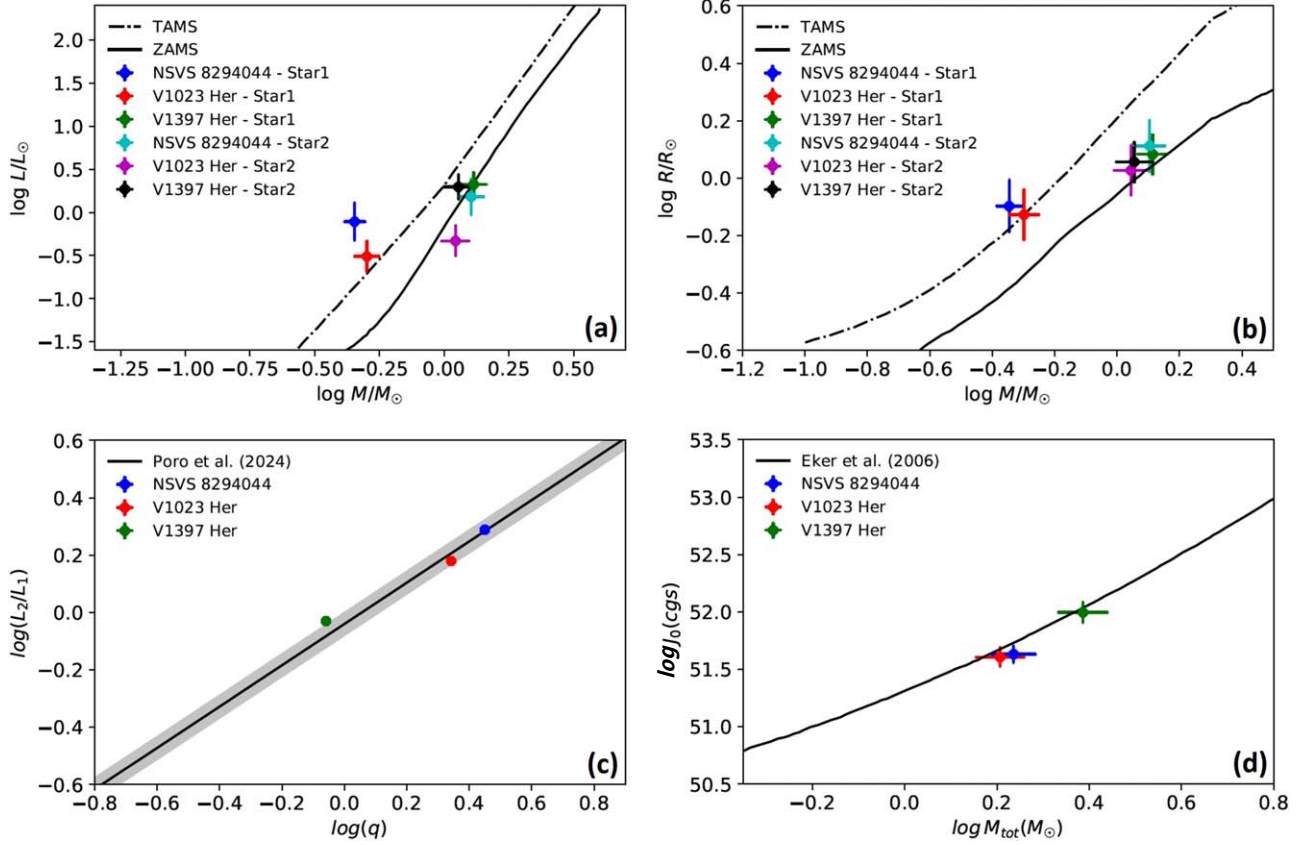 TAMS
ZAMS
NSVS 8294044 - Star1
V1023 Her - Star1
V1397 Her - Star1
NSVS 8294044 - Star2
V1023 Her - Star2
V1397 Her - Star2
2.0
1.5
1.0
0.5
0.0
−0.5
−1.0
−1.5
log L/L☉
(a)
−1.25 −1.00 −0.75 −0.50 −0.25 0.00 0.25 0.50
log M/M☉
TAMS
ZAMS
NSVS 8294044 - Star1
V1023 Her - Star1
V1397 Her - Star1
NSVS 8294044 - Star2
V1023 Her - Star2
V1397 Her - Star2
0.6
0.4
0.2
0.0
−0.2
−0.4
−0.6
log R/R☉
(b)
−1.2 −1.0 −0.8 −0.6 −0.4 −0.2 0.0 0.2 0.4
log M/M☉
Poro et al. (2024)
NSVS 8294044
V1023 Her
V1397 Her
0.6
0.4
0.2
0.0
−0.2
−0.4
−0.6
log(L₂/L₁)
(c)
−0.8 −0.6 −0.4 −0.2 0.0 0.2 0.4 0.6 0.8
log(q)
Eker et al. (2006)
NSVS 8294044
V1023 Her
V1397 Her
53.5
53.0
52.5
52.0
51.5
51.0
50.5
logJ₀(cgs)
(d)
−0.2 0.0 0.2 0.4 0.6 0.8
log Mtot(M☉)